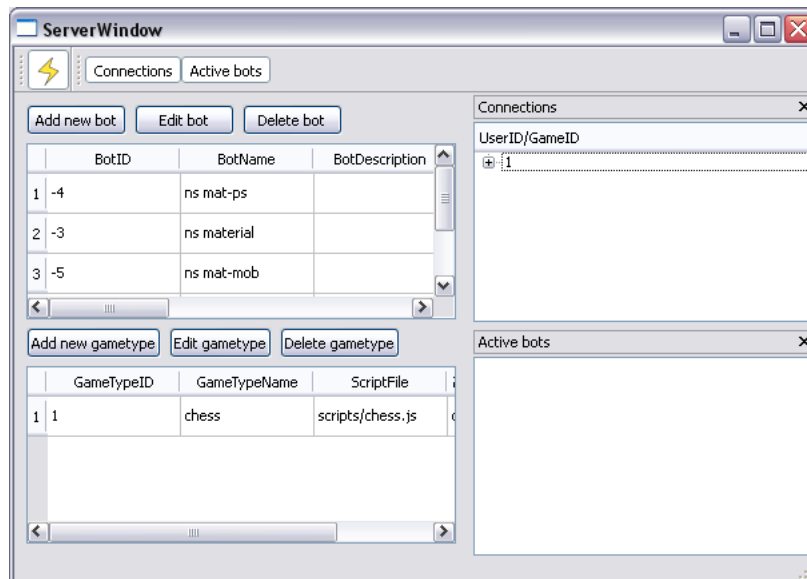 ServerWindow
Connections Active bots
Add new bot Edit bot Delete bot
BotID BotName BotDescription
1 -4 ns mat-ps
2 -3 ns material
3 -5 ns mat-mob
Add new gametype Edit gametype Delete gametype
GameTypeID GameTypeName ScriptFile
1 1 chess scripts/chess.js
Connections
UserID/GameID
1
Active bots